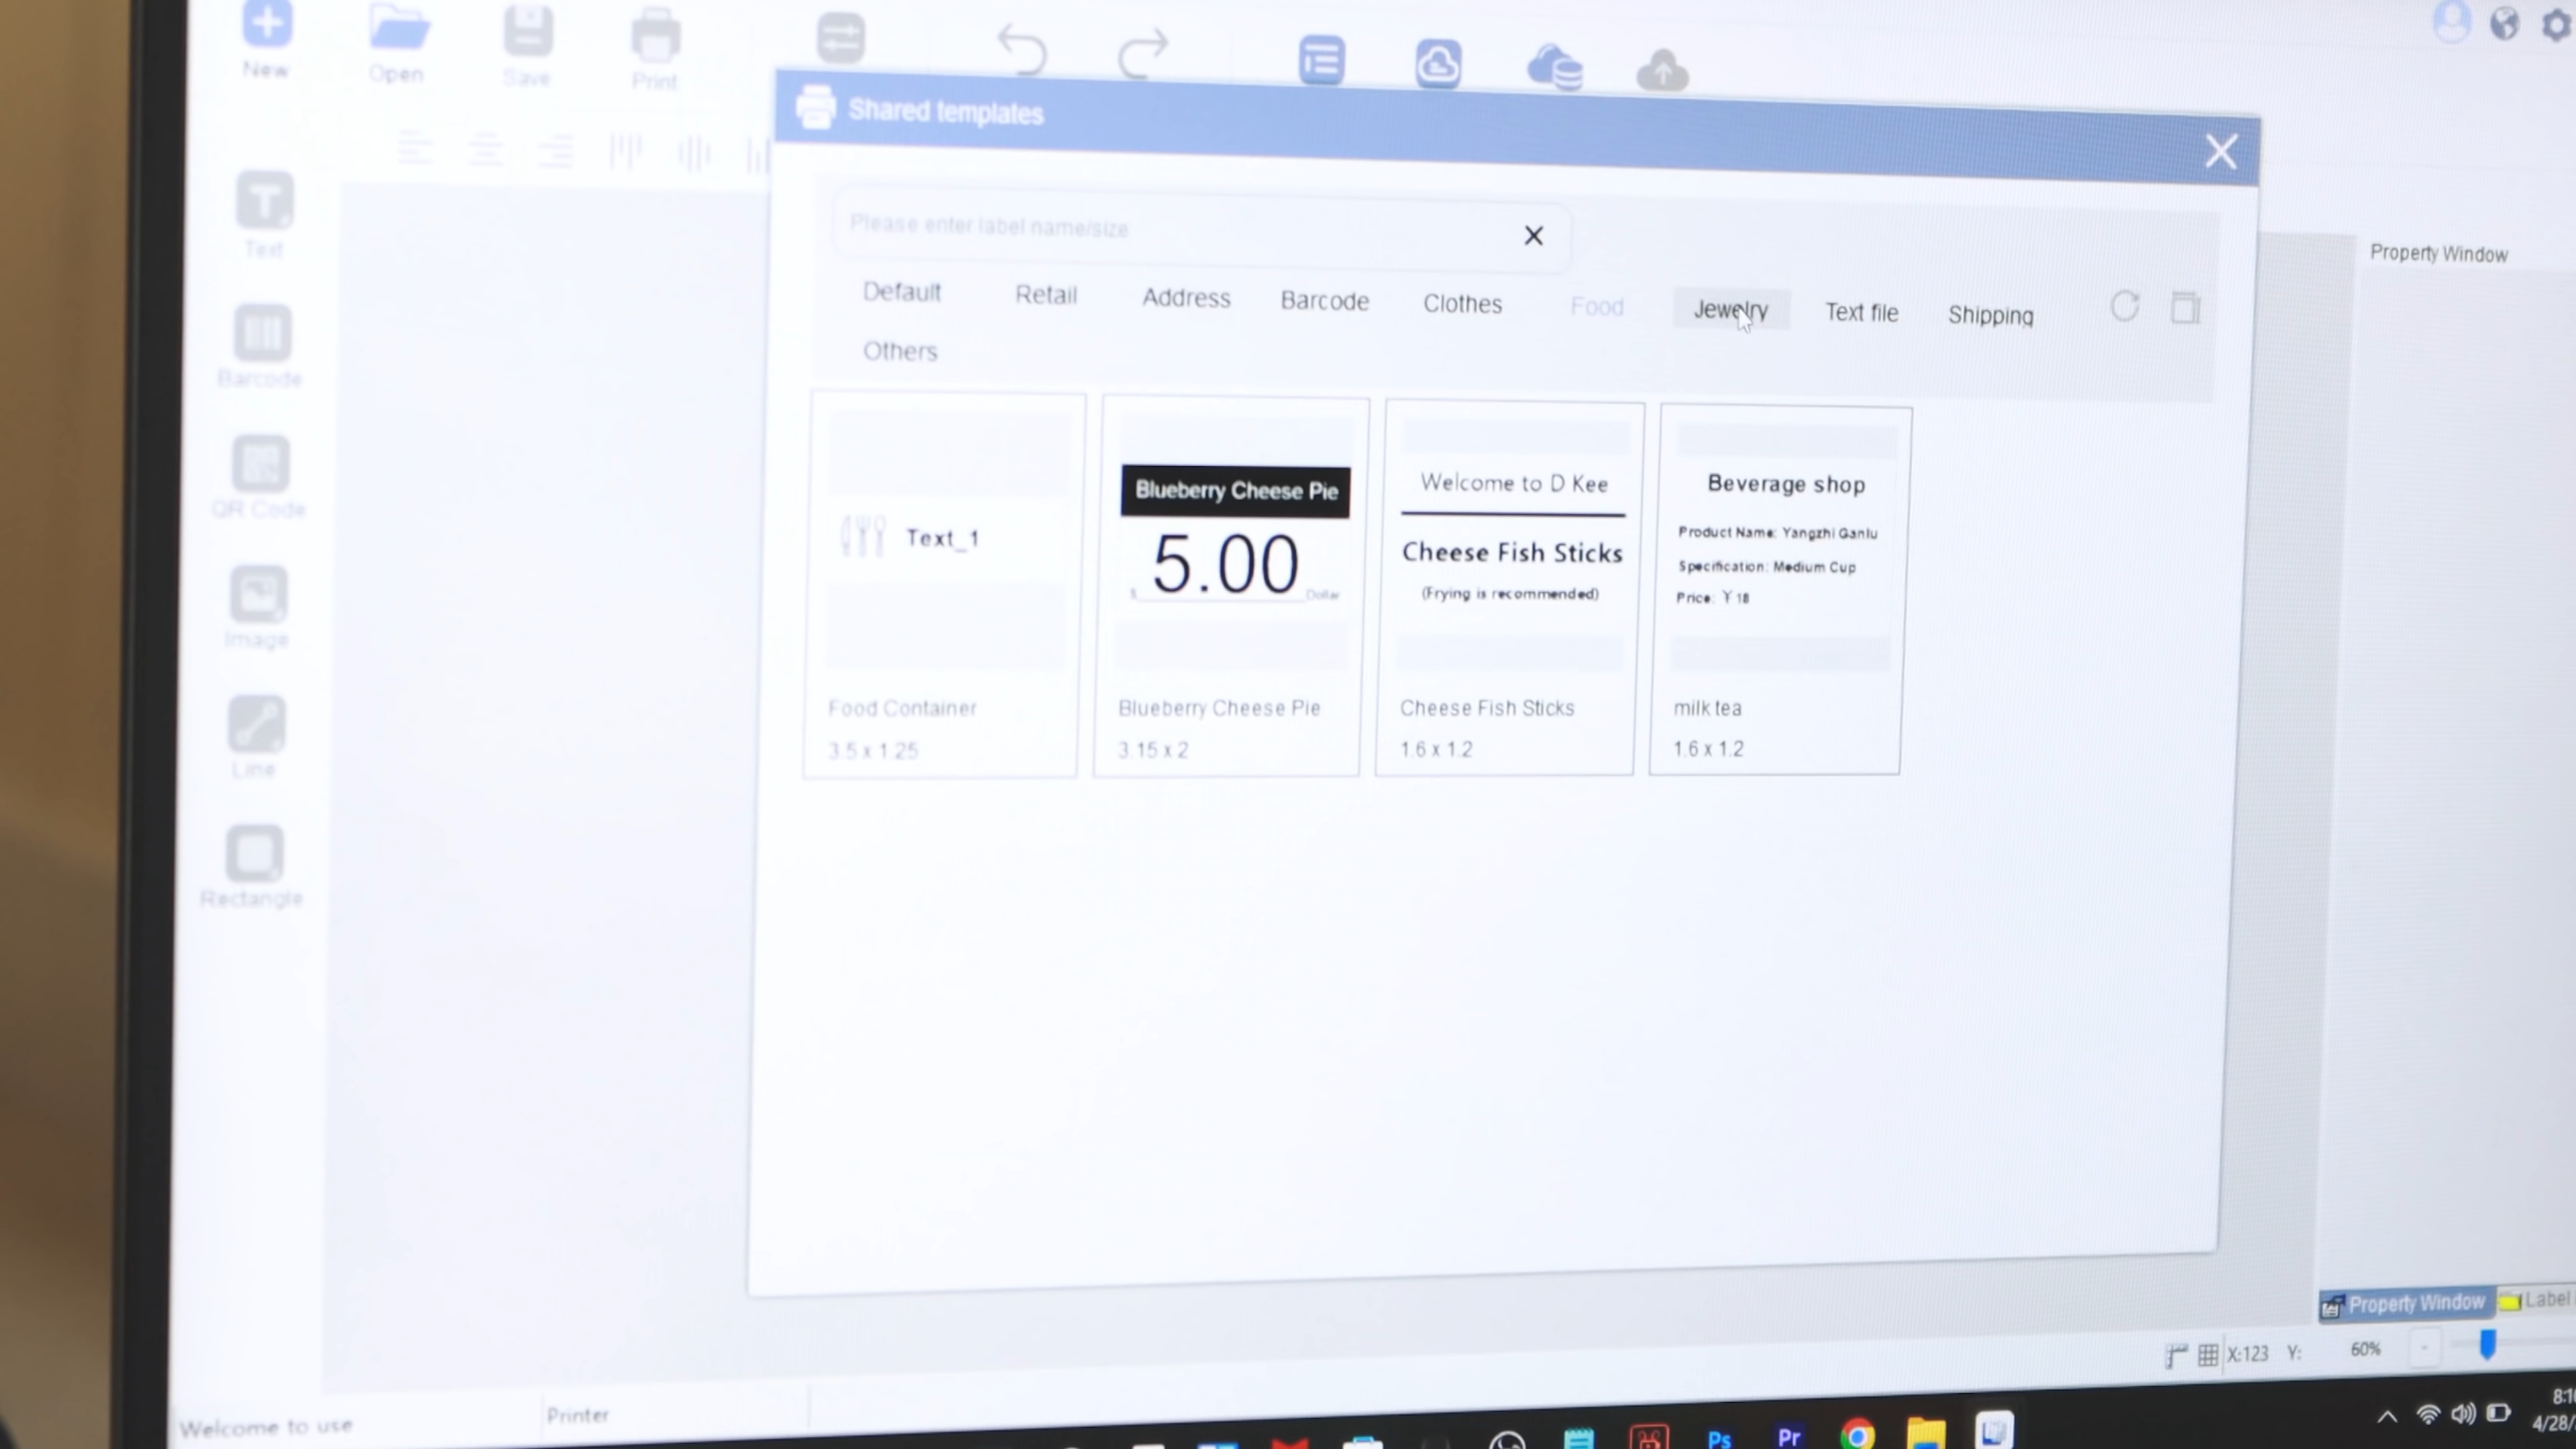 New
Open
Save
Print
Shared templates
Please enter label name/size
Default Retail Address Barcode Clothes Food Jewelry Text file Shipping
Others
Text
Barcode
QR Code
Image
Line
Rectangle
Text_1
Food Container
3.5 x 1.25
Blueberry Cheese Pie
5.00
$ Dollar
Blueberry Cheese Pie
3.15 x 2
Welcome to D Kee
Cheese Fish Sticks
(Frying is recommended)
Cheese Fish Sticks
1.6 x 1.2
Beverage shop
Product Name: Yangzhi Ganlu
Specification: Medium Cup
Price: ¥ 18
milk tea
1.6 x 1.2
Property Window
Property Window Label
X:123 Y: 60%
Welcome to use Printer
Ps Pr
4/28/